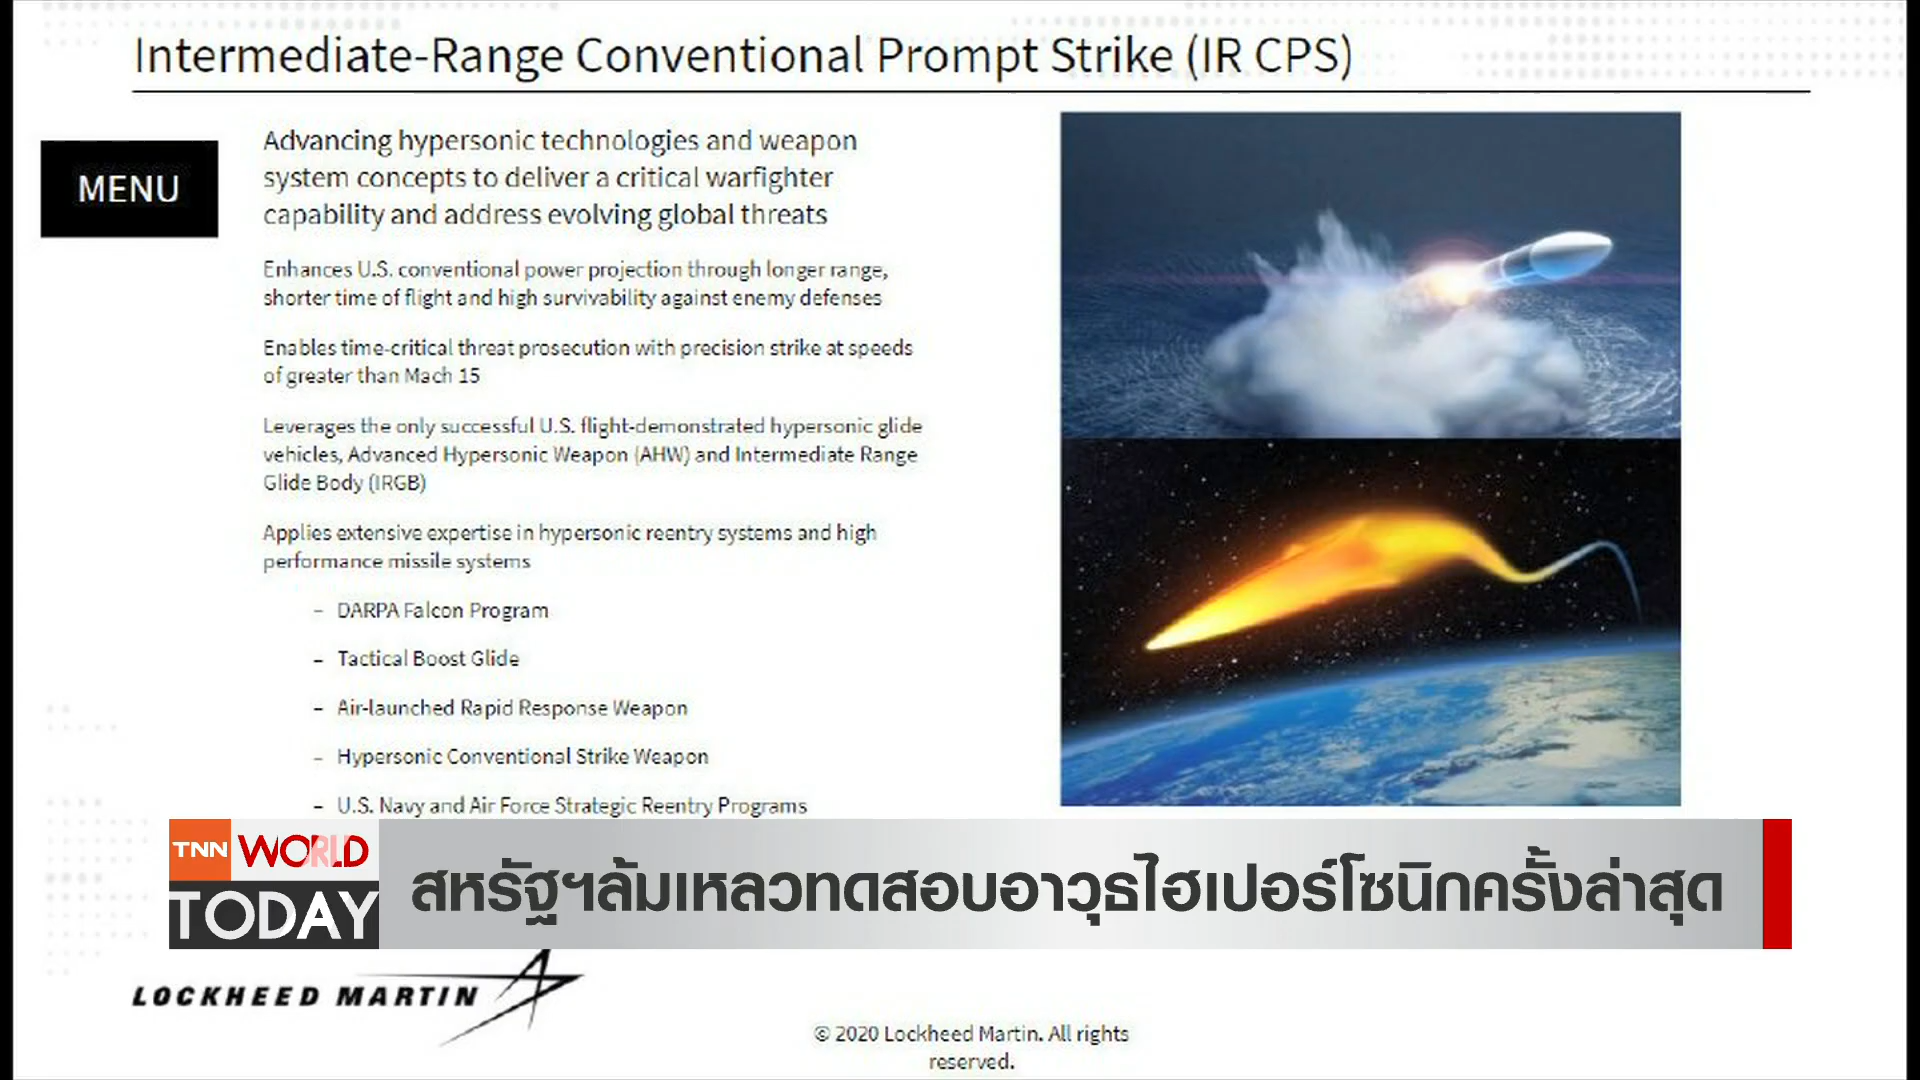 Intermediate-Range Conventional Prompt Strike (IR CPS)
MENU
Advancing hypersonic technologies and weapon
system concepts to deliver a critical warfighter
capability and address evolving global threats
Enhances U.S. conventional power projection through longer range,
shorter time of flight and high survivability against enemy defenses
Enables time-critical threat prosecution with precision strike at speeds
of greater than Mach 15
Leverages the only successful U.S. flight-demonstrated hypersonic glide
vehicles, Advanced Hypersonic Weapon (AHW) and Intermediate Range
Glide Body (IRGB)
Applies extensive expertise in hypersonic reentry systems and high
performance missile systems
– DARPA Falcon Program
– Tactical Boost Glide
– Air-launched Rapid Response Weapon
– Hypersonic Conventional Strike Weapon
– U.S. Navy and Air Force Strategic Reentry Programs
TNN WORLD
TODAY
สหรัฐฯล้มเหลวทดสอบอาวุธไฮเปอร์โซนิกครั้งล่าสุด
LOCKHEED MARTIN
© 2020 Lockheed Martin. All rights
reserved.